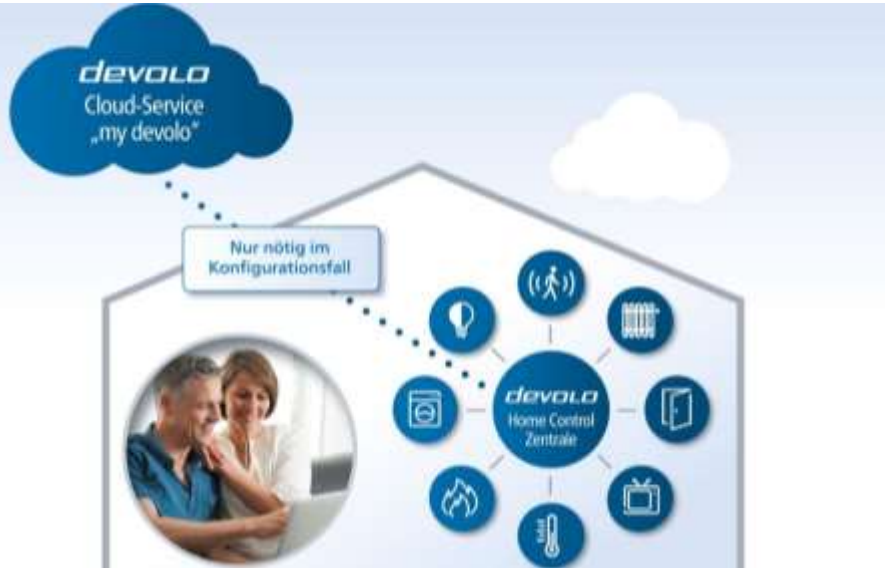 devolo
Cloud-Service
„my devolo“
Nur nötig im
Konfigurationsfall
devolo
Home Control
Zentrale